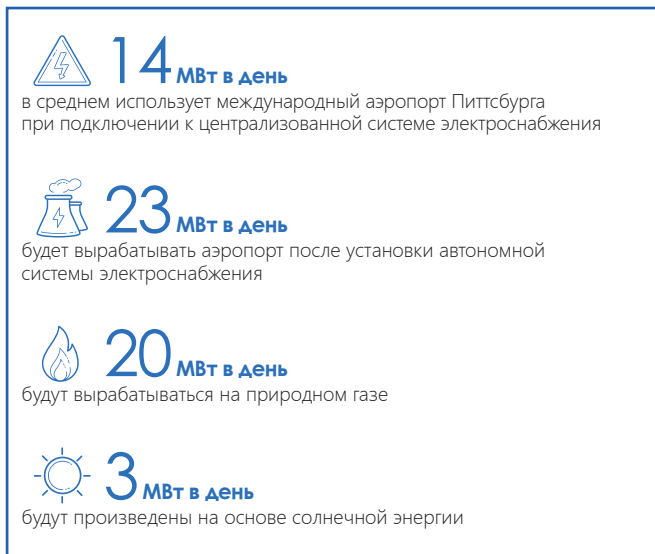 14 МВт в день
в среднем использует международный аэропорт Питтсбурга
при подключении к централизованной системе электроснабжения
23 МВт в день
будет вырабатывать аэропорт после установки автономной
системы электроснабжения
20 МВт в день
будут вырабатываться на природном газе
3 МВт в день
будут произведены на основе солнечной энергии